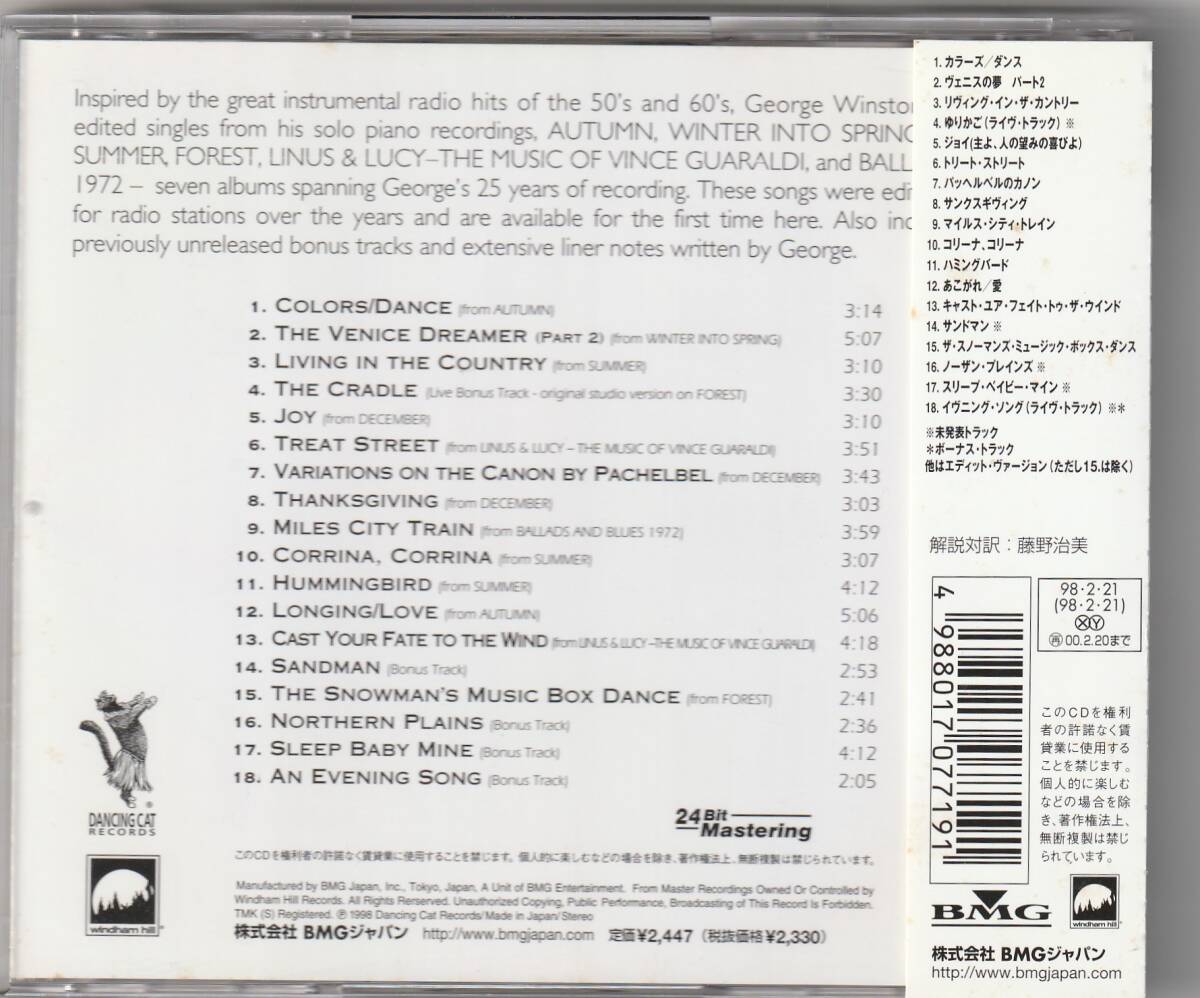 Inspired by the great instrumental radio hits of the 50's and 60's, George Winston
edited singles from his solo piano recordings, AUTUMN, WINTER INTO SPRING
SUMMER, FOREST, LINUS & LUCY–THE MUSIC OF VINCE GUARALDI, and BALL
1972 – seven albums spanning George's 25 years of recording. These songs were edi
for radio stations over the years and are available for the first time here. Also inc
previously unreleased bonus tracks and extensive liner notes written by George.
1. COLORS/DANCE (from AUTUMN) 3:14
2. THE VENICE DREAMER (PART 2) (from WINTER INTO SPRING) 5:07
3. LIVING IN THE COUNTRY (from SUMMER) 3:10
4. THE CRADLE (Live Bonus Track - original studio version on FOREST) 3:30
5. JOY (from DECEMBER) 3:10
6. TREAT STREET (from LINUS & LUCY – THE MUSIC OF VINCE GUARALDI) 3:51
7. VARIATIONS ON THE CANON BY PACHELBEL (from DECEMBER) 3:43
8. THANKSGIVING (from DECEMBER) 3:03
9. MILES CITY TRAIN (from BALLADS AND BLUES 1972) 3:59
10. CORRINA, CORRINA (from SUMMER) 3:07
11. HUMMINGBIRD (from SUMMER) 4:12
12. LONGING/LOVE (from AUTUMN) 5:06
13. CAST YOUR FATE TO THE WIND (from LINUS & LUCY –THE MUSIC OF VINCE GUARALDI) 4:18
14. SANDMAN (Bonus Track) 2:53
15. THE SNOWMAN'S MUSIC BOX DANCE (from FOREST) 2:41
16. NORTHERN PLAINS (Bonus Track) 2:36
17. SLEEP BABY MINE (Bonus Track) 4:12
18. AN EVENING SONG (Bonus Track) 2:05
DANCING CAT
RECORDS
®
24 Bit
Mastering
windham hill®
このCDを権利者の許諾なく賃貸業に使用することを禁じます。個人的に楽しむなどの場合を除き、著作権法上、無断複製は禁じられています。
Manufactured by BMG Japan, Inc., Tokyo, Japan, A Unit of BMG Entertainment. From Master Recordings Owned Or Controlled by
Windham Hill Records. All Rights Reserved. Unauthorized Copying, Public Performance, Broadcasting of This Record Is Forbidden.
TMK (S) Registered. ℗ 1998 Dancing Cat Records/Made in Japan/Stereo
株式会社 BMGジャパン http://www.bmgjapan.com 定価¥2,447 (税抜価格¥2,330)
1. カラーズ/ダンス
2. ヴェニスの夢 パート2
3. リヴィング・イン・ザ・カントリー
4. ゆりかご(ライヴ・トラック) ※
5. ジョイ(主よ、人の望みの喜びよ)
6. トリート・ストリート
7. パッヘルベルのカノン
8. サンクスギヴィング
9. マイルス・シティ・トレイン
10. コリーナ、コリーナ
11. ハミングバード
12. あこがれ/愛
13. キャスト・ユア・フェイト・トゥ・ザ・ウインド
14. サンドマン ※
15. ザ・スノーマンズ・ミュージック・ボックス・ダンス
16. ノーザン・プレインズ ※
17. スリープ・ベイビー・マイン ※
18. イヴニング・ソング(ライヴ・トラック) ※*
※未発表トラック
*ボーナス・トラック
他はエディット・ヴァージョン(ただし15.は除く)
解説対訳:藤野治美
4 988017 077191
98・2・21
(98・2・21)
ⓍⓎ
㊢00.2.20まで
このCDを権利
者の許諾なく賃
貸業に使用する
ことを禁じます。
個人的に楽しむ
などの場合を除
き、著作権法上、
無断複製は禁じ
られています。
BMG
windham hill®
株式会社 BMGジャパン
http://www.bmgjapan.com